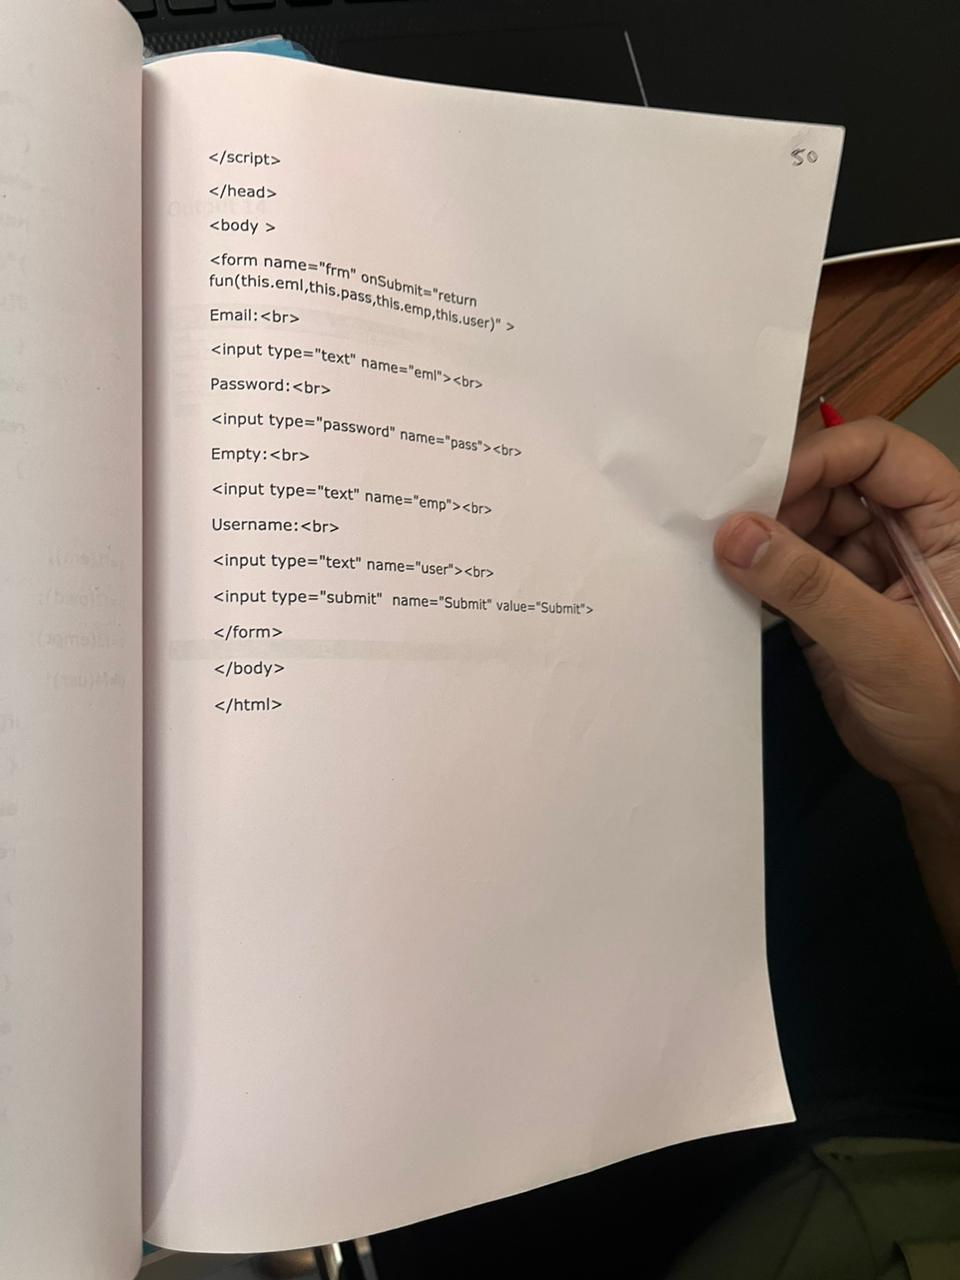 50
</script>
</head>
<body >
<form name="frm" onSubmit="return
fun(this.eml,this.pass,this.emp,this.user)" >
Email:<br>
<input type="text" name="eml"><br>
Password:<br>
<input type="password" name="pass"><br>
Empty:<br>
<input type="text" name="emp"><br>
Username:<br>
<input type="text" name="user"><br>
<input type="submit"  name="Submit" value="Submit">
</form>
</body>
</html>